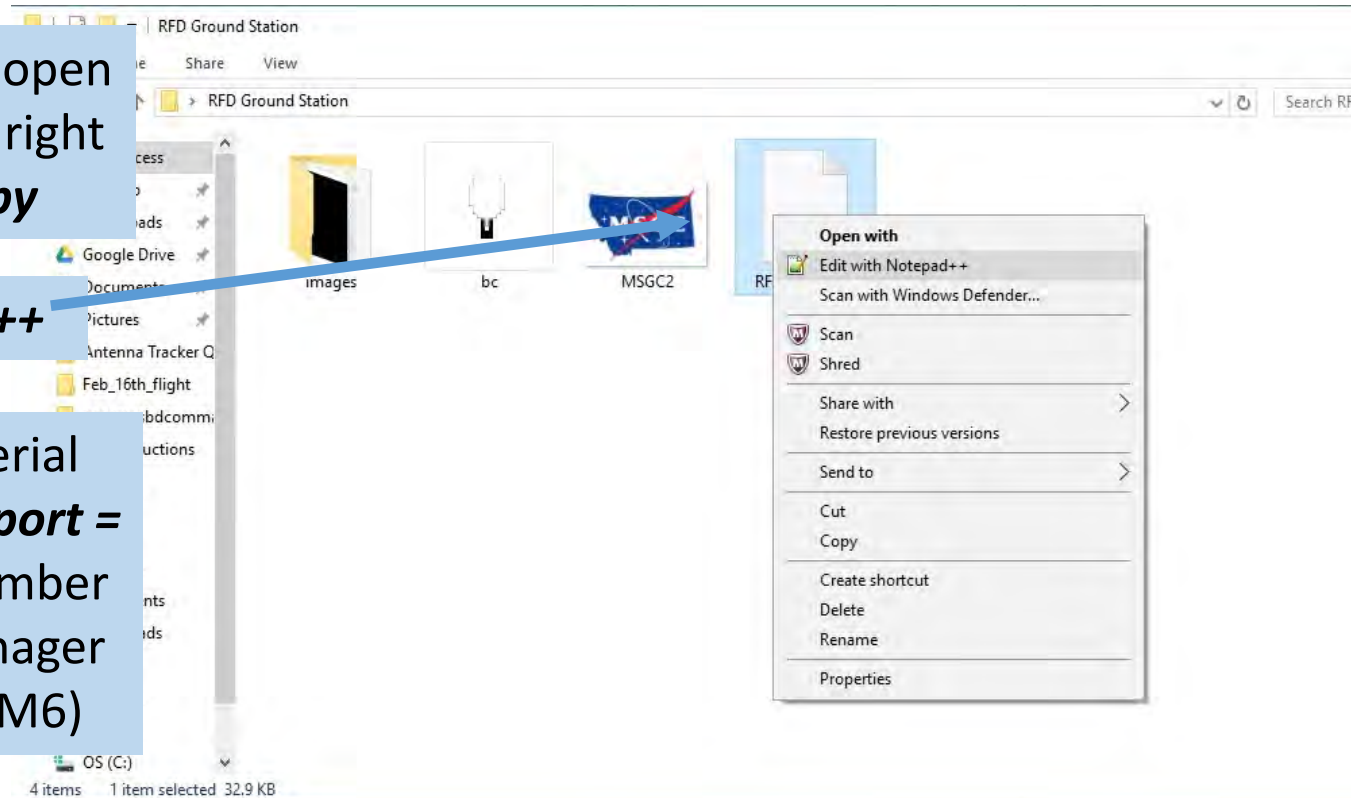 RFD Ground Station
Share View
RFD Ground Station
Search RF
open
right
py
++
erial
port =
mber
nager
M6)
cess
ads
Google Drive
Documents
Pictures
Antenna Tracker Q
Feb_16th_flight
sbdcomm
uctions
nts
ads
OS (C:)
images
bc
MSGC2
RF
Open with
Edit with Notepad++
Scan with Windows Defender...
Scan
Shred
Share with
Restore previous versions
Send to
Cut
Copy
Create shortcut
Delete
Rename
Properties
4 items 1 item selected 32.9 KB